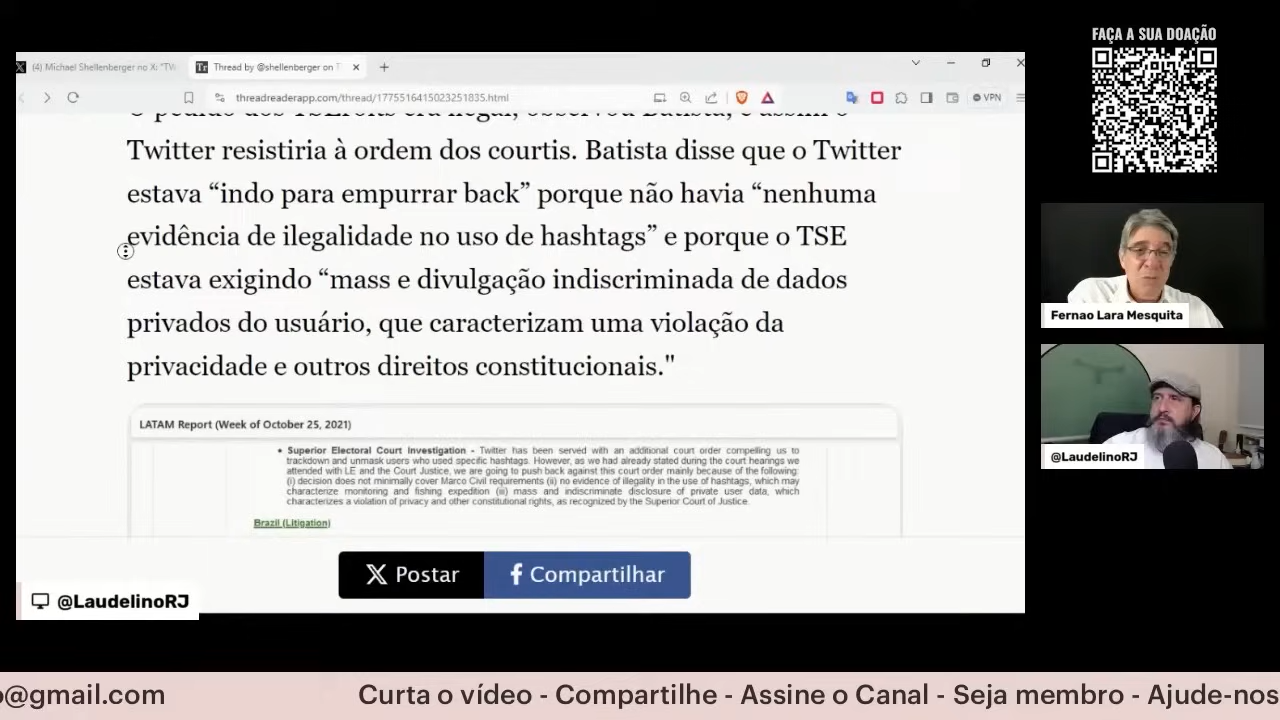 FAÇA A SUA DOAÇÃO
(4) Michael Shellenberger no X: "TW
Thread by @shellenberger on T
threadreaderapp.com/thread/1775516415023251835.html
VPN
Twitter resistiria à ordem dos courtis. Batista disse que o Twitter
estava “indo para empurrar back” porque não havia “nenhuma
evidência de ilegalidade no uso de hashtags” e porque o TSE
estava exigindo “mass e divulgação indiscriminada de dados
privados do usuário, que caracterizam uma violação da
privacidade e outros direitos constitucionais."
LATAM Report (Week of October 25, 2021)
• Superior Electoral Court Investigation - Twitter has been served with an additional court order compelling us to
trackdown and unmask users who used specific hashtags. However, as we had already stated during the court hearings we
attended with LE and the Court Justice, we are going to push back against this court order mainly because of the following:
(i) decision does not minimally cover Marco Civil requirements (ii) no evidence of illegality in the use of hashtags, which may
characterize monitoring and fishing expedition (iii) mass and indiscriminate disclosure of private user data, which
characterizes a violation of privacy and other constitutional rights, as recognized by the Superior Court of Justice.
Brazil (Litigation)
X Postar
f Compartilhar
@LaudelinoRJ
Fernao Lara Mesquita
@LaudelinoRJ
o@gmail.com
Curta o vídeo - Compartilhe - Assine o Canal - Seja membro - Ajude-nos